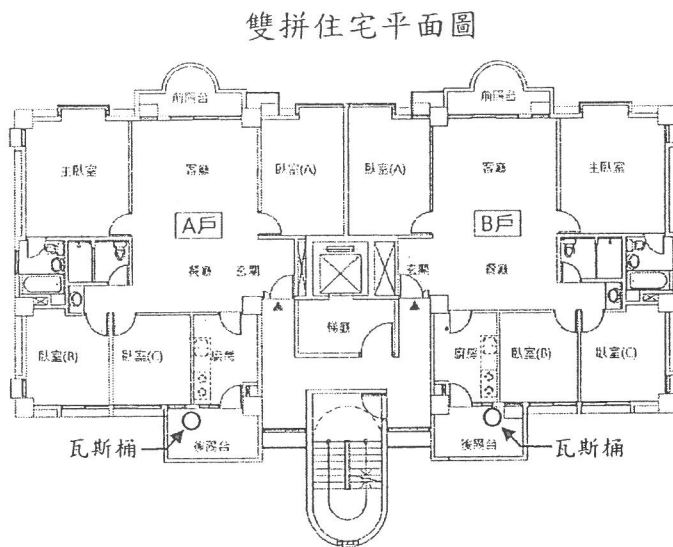 雙拼住宅平面圖
前陽台
前陽台
主臥室
客廳
臥室(A)
臥室(A)
客廳
主臥室
A戶
B戶
餐廳
玄關
玄關
餐廳
梯廳
臥室(B)
臥室(C)
廚房
廚房
臥室(B)
臥室(C)
瓦斯桶
後陽台
後陽台
瓦斯桶